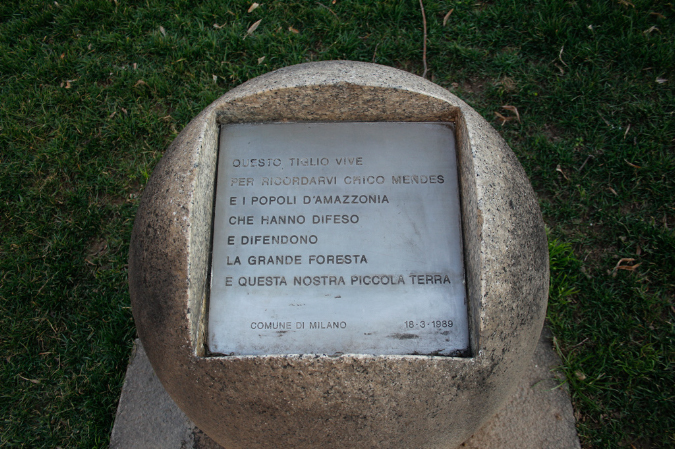 QUESTO TIGLIO VIVE
PER RICORDARVI CHICO MENDES
E I POPOLI D'AMAZZONIA
CHE HANNO DIFESO
E DIFENDONO
LA GRANDE FORESTA
E QUESTA NOSTRA PICCOLA TERRA
COMUNE DI MILANO 18-3-1989